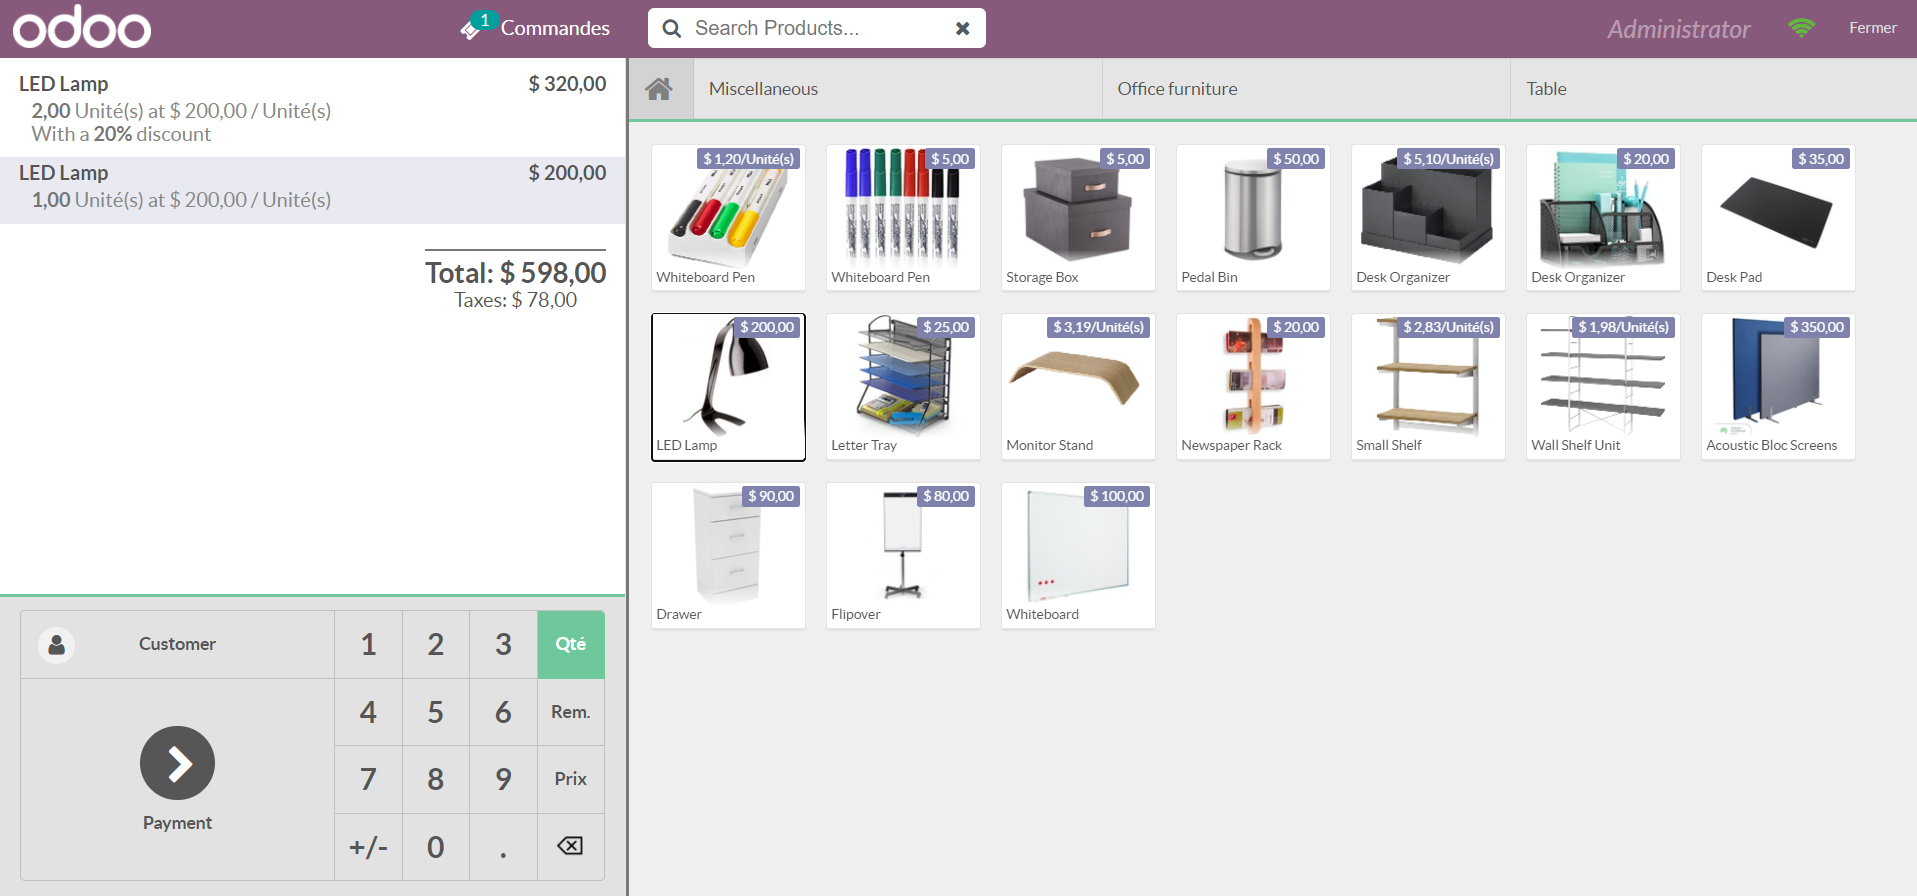 odoo
1
Commandes
Search Products...
Administrator
Fermer
LED Lamp $ 320,00
2,00 Unité(s) at $ 200,00 / Unité(s)
With a 20% discount
LED Lamp $ 200,00
1,00 Unité(s) at $ 200,00 / Unité(s)
Total: $ 598,00
Taxes: $ 78,00
Customer
1 2 3 Qté
4 5 6 Rem.
7 8 9 Prix
+/- 0 .
Payment
Miscellaneous
Office furniture
Table
$ 1,20/Unité(s)
Whiteboard Pen
$ 5,00
Whiteboard Pen
$ 5,00
Storage Box
$ 50,00
Pedal Bin
$ 5,10/Unité(s)
Desk Organizer
$ 20,00
Desk Organizer
$ 35,00
Desk Pad
$ 200,00
LED Lamp
$ 25,00
Letter Tray
$ 3,19/Unité(s)
Monitor Stand
$ 20,00
Newspaper Rack
$ 2,83/Unité(s)
Small Shelf
$ 1,98/Unité(s)
Wall Shelf Unit
$ 350,00
Acoustic Bloc Screens
$ 90,00
Drawer
$ 80,00
Flipover
$ 100,00
Whiteboard